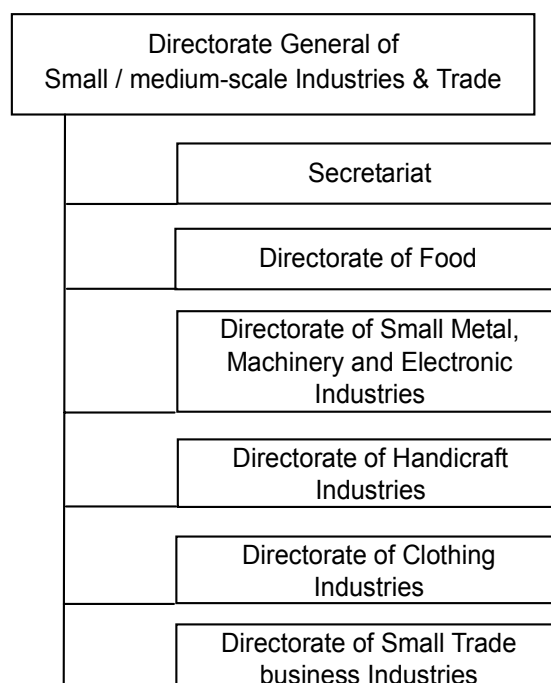 Directorate General of
Small / medium-scale Industries & Trade
Secretariat
Directorate of Food
Directorate of Small Metal,
Machinery and Electronic
Industries
Directorate of Handicraft
Industries
Directorate of Clothing
Industries
Directorate of Small Trade
business Industries